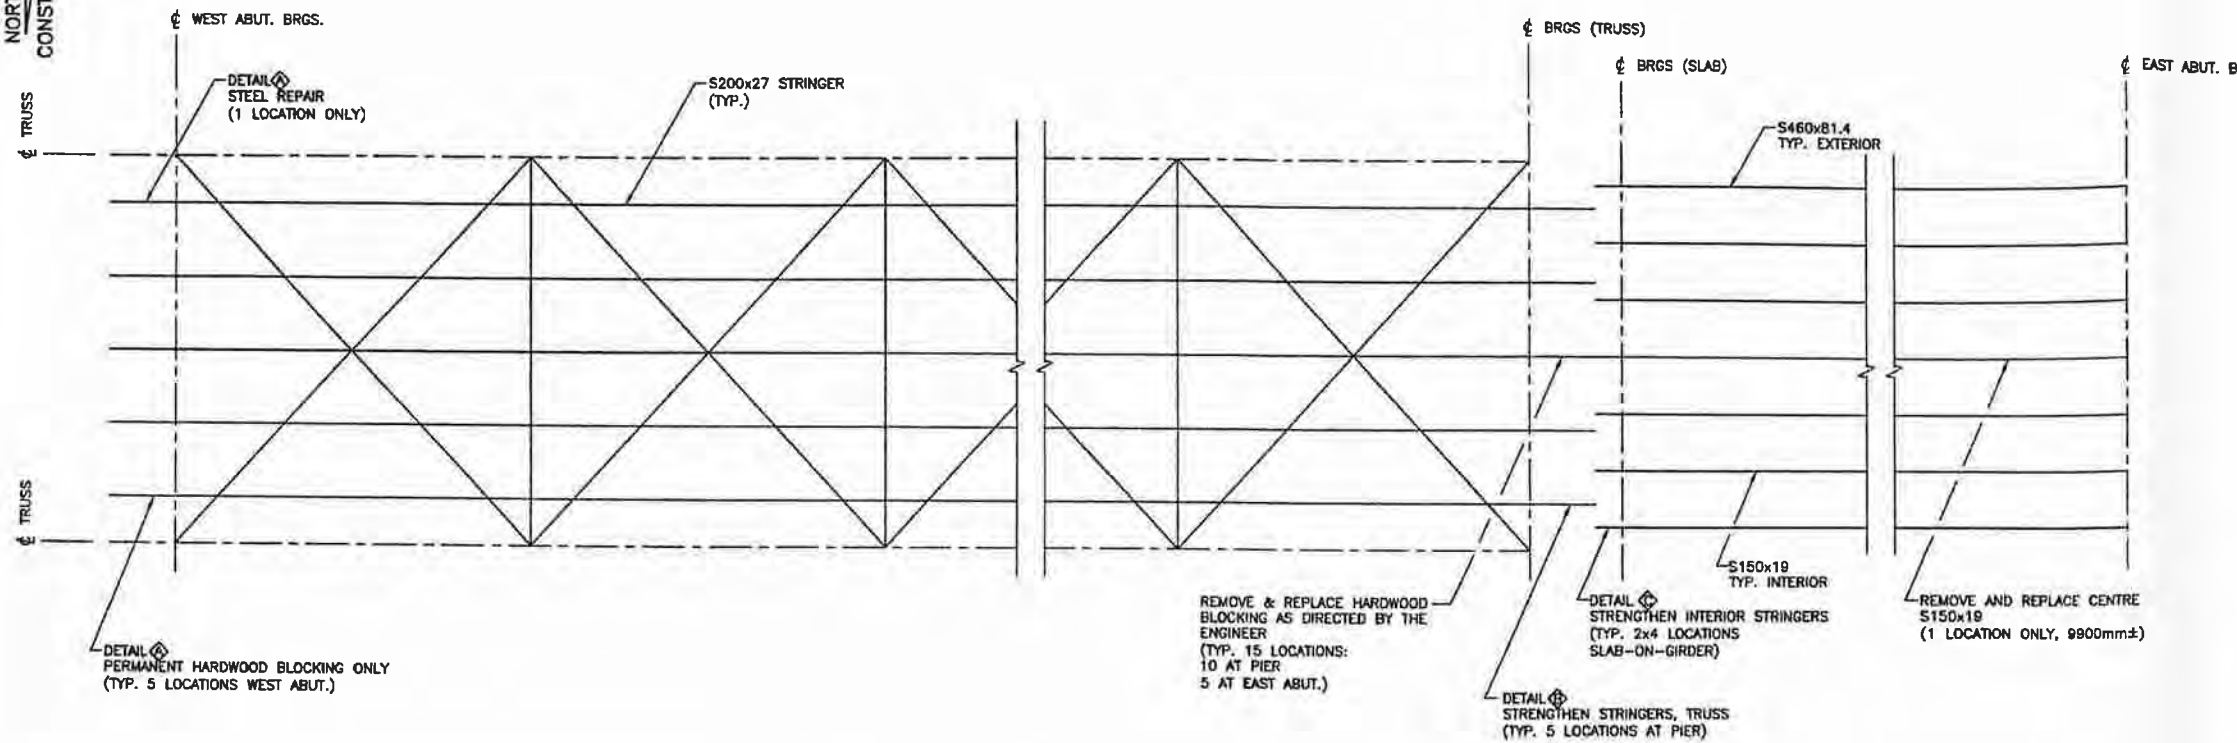 ℄ WEST ABUT. BRGS.
℄ BRGS (TRUSS)
℄ BRGS (SLAB)
℄ EAST ABUT.
℄ TRUSS
DETAIL A
STEEL REPAIR
(1 LOCATION ONLY)
S200x27 STRINGER
(TYP.)
S460x81.4
TYP. EXTERIOR
℄ TRUSS
S150x19
TYP. INTERIOR
DETAIL A
PERMANENT HARDWOOD BLOCKING ONLY
(TYP. 5 LOCATIONS WEST ABUT.)
REMOVE & REPLACE HARDWOOD
BLOCKING AS DIRECTED BY THE
ENGINEER
(TYP. 15 LOCATIONS:
10 AT PIER
5 AT EAST ABUT.)
DETAIL C
STRENGTHEN INTERIOR STRINGERS
(TYP. 2x4 LOCATIONS
SLAB-ON-GIRDER)
REMOVE AND REPLACE CENTRE
S150x19
(1 LOCATION ONLY, 9900mm±)
DETAIL B
STRENGTHEN STRINGERS, TRUSS
(TYP. 5 LOCATIONS AT PIER)